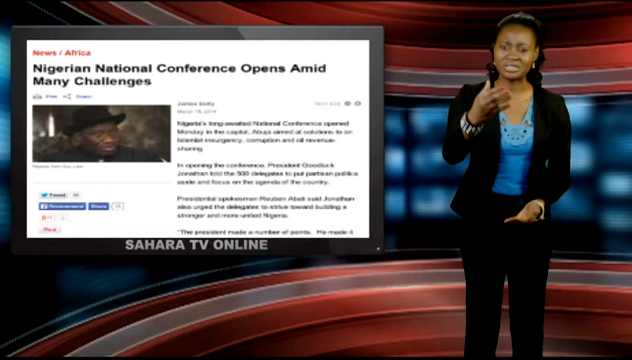 News / Africa
Nigerian National Conference Opens Amid
Many Challenges
Print Share
James Butty
March 18, 2014
Nigeria's long-awaited National Conference opened
Monday in the capital, Abuja aimed at solutions to an
Islamist insurgency, corruption and oil revenue-
sharing.
In opening the conference, President Goodluck
Jonathan told the 500 delegates to put partisan politics
aside and focus on the agenda of the country.
Presidential spokesman Reuben Abati said Jonathan
also urged the delegates to strive toward building a
stronger and more united Nigeria.
"The president made a number of points. He made it
Tweet
Recommend Share
SAHARA TV ONLINE